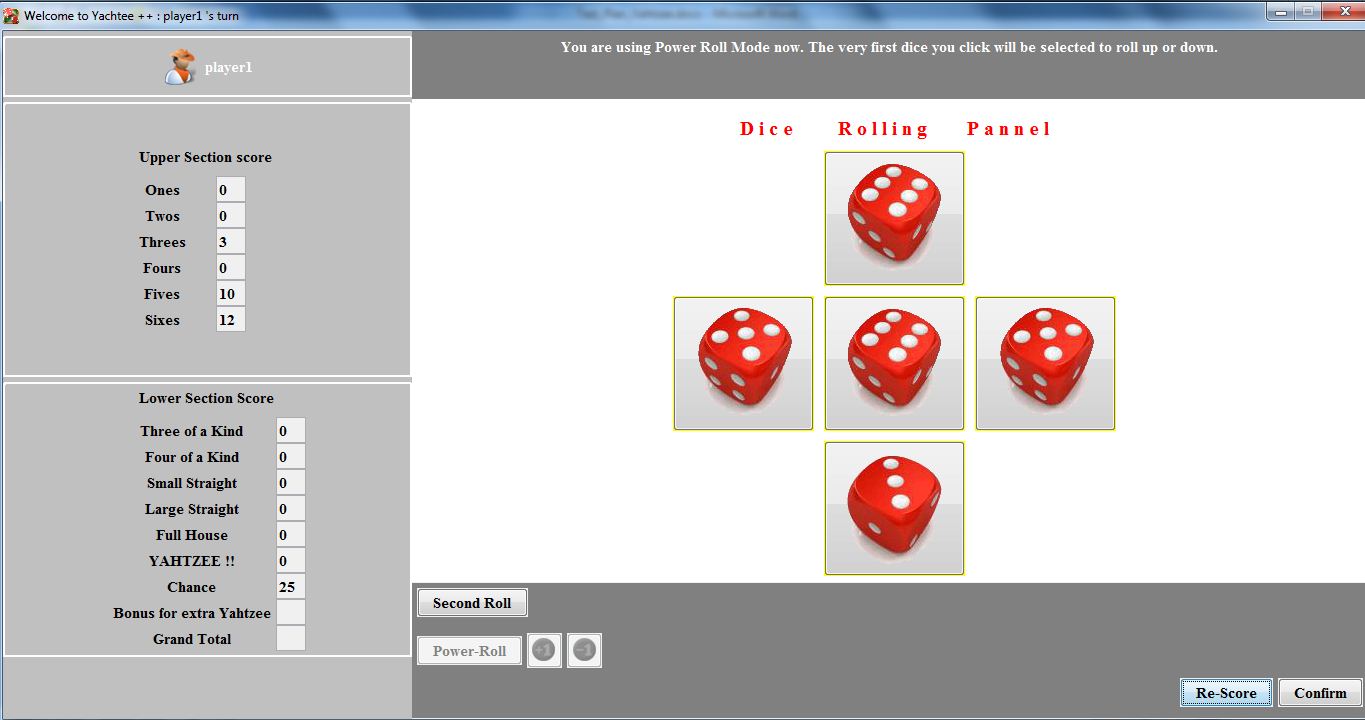 Welcome to Yachtee ++ : player1 's turn
player1
You are using Power Roll Mode now. The very first dice you click will be selected to roll up or down.
Dice Rolling Pannel
Upper Section score
Ones 0
Twos 0
Threes 3
Fours 0
Fives 10
Sixes 12
Lower Section Score
Three of a Kind 0
Four of a Kind 0
Small Straight 0
Large Straight 0
Full House 0
YAHTZEE !! 0
Chance 25
Bonus for extra Yahtzee
Grand Total
Second Roll
Power-Roll +1 -1
Re-Score Confirm